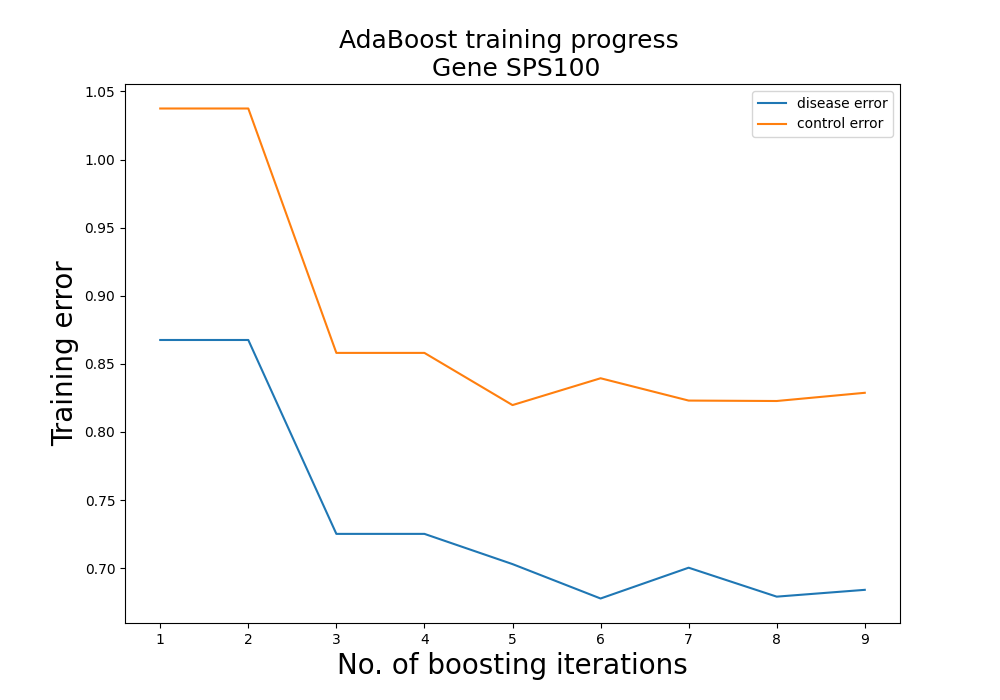 AdaBoost training progress
Gene SPS100
disease error
control error
Training error
1.05
1.00
0.95
0.90
0.85
0.80
0.75
0.70
1 2 3 4 5 6 7 8 9
No. of boosting iterations